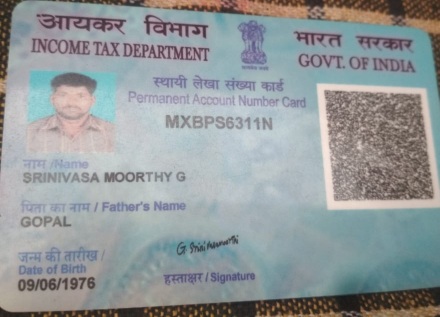 आयकर विभाग
INCOME TAX DEPARTMENT
भारत सरकार
GOVT. OF INDIA
स्थायी लेखा संख्या कार्ड
Permanent Account Number Card
MXBPS6311N
नाम /Name
SRINIVASA MOORTHY G
पिता का नाम / Father's Name
GOPAL
जन्म की तारीख /
Date of Birth
09/06/1976
G Srinivasamoorthi
हस्ताक्षर / Signature